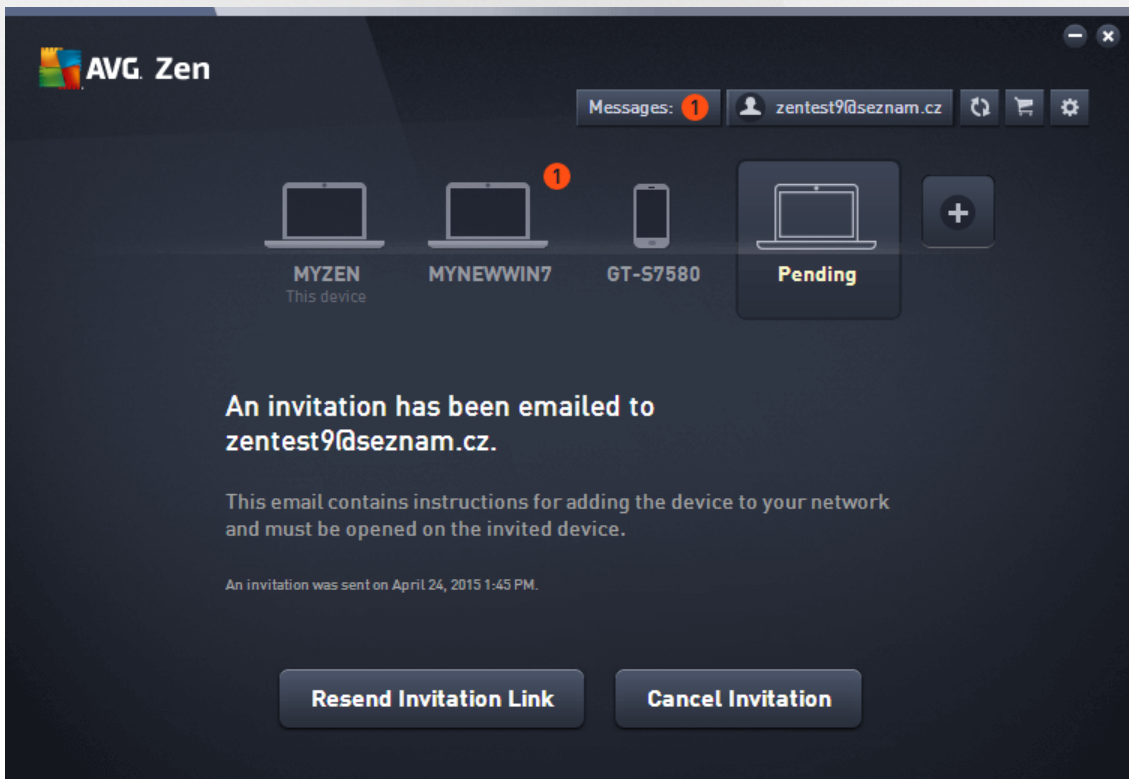 AVG. Zen
Messages: 1
zentest9@seznam.cz
1
MYZEN
This device
MYNEWWIN7
GT-S7580
Pending
An invitation has been emailed to
zentest9@seznam.cz.
This email contains instructions for adding the device to your network
and must be opened on the invited device.
An invitation was sent on April 24, 2015 1:45 PM.
Resend Invitation Link
Cancel Invitation